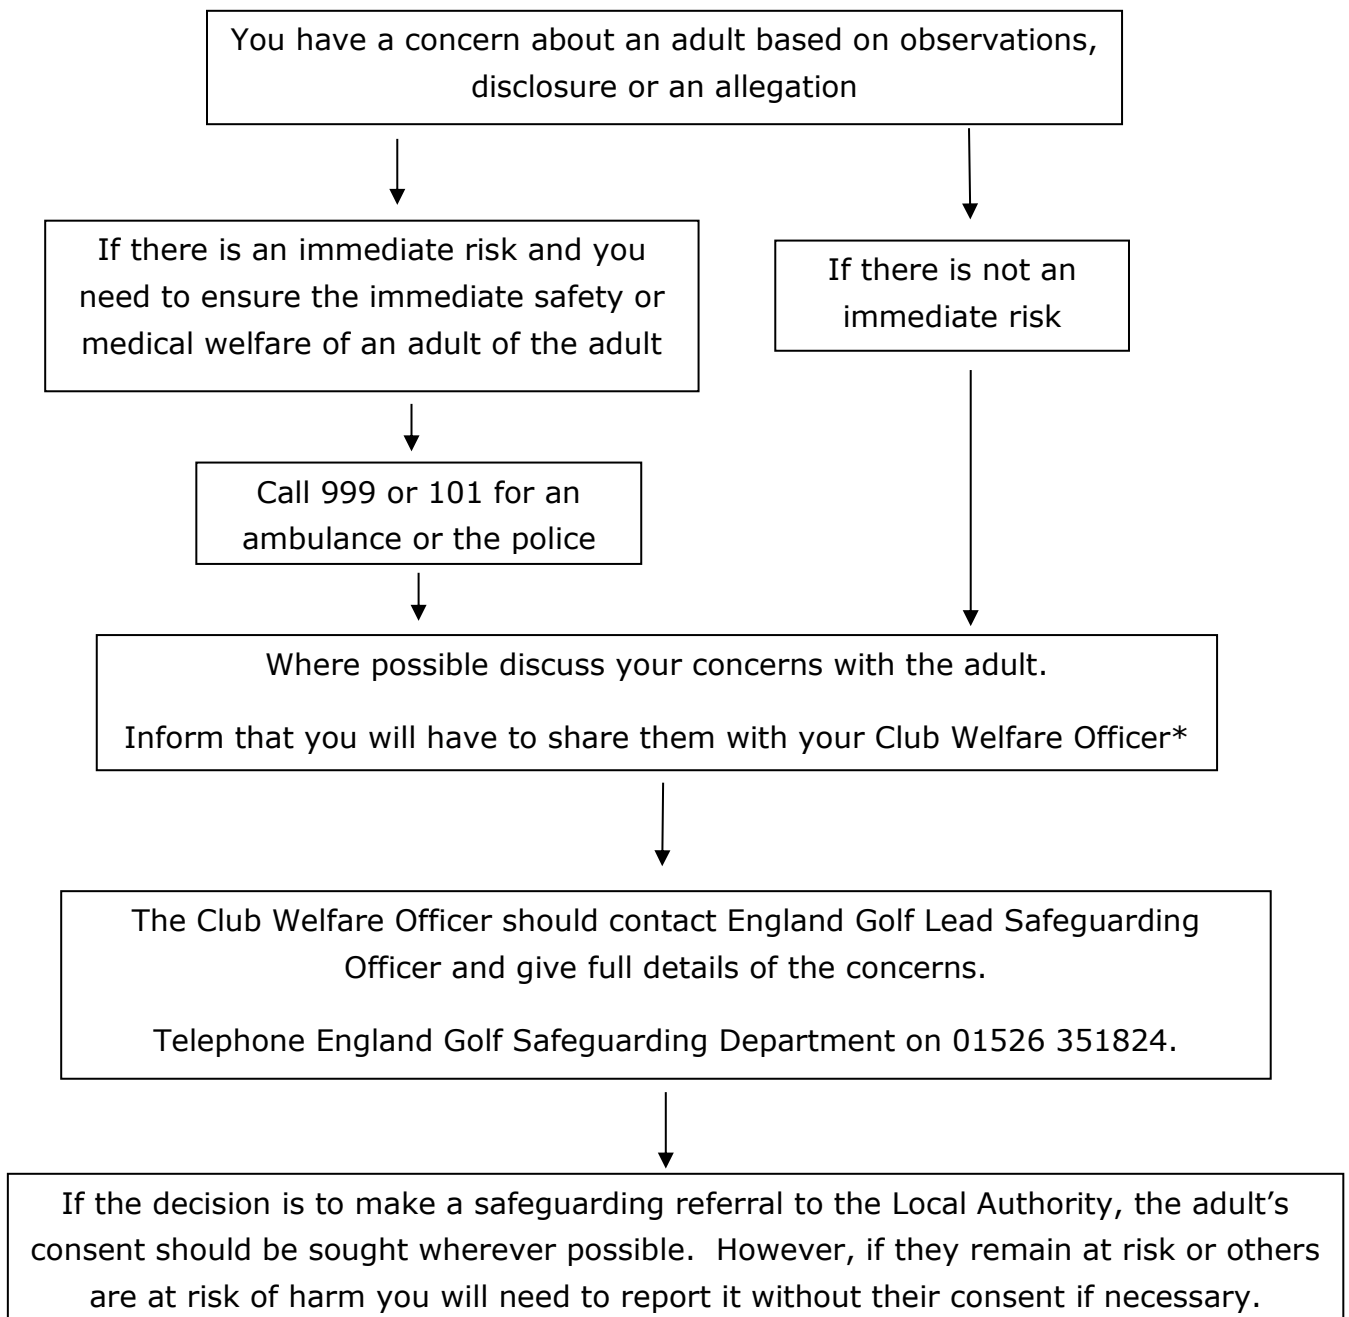 You have a concern about an adult based on observations,
disclosure or an allegation
If there is an immediate risk and you
need to ensure the immediate safety or
medical welfare of an adult of the adult
If there is not an
immediate risk
Call 999 or 101 for an
ambulance or the police
Where possible discuss your concerns with the adult.
Inform that you will have to share them with your Club Welfare Officer*
The Club Welfare Officer should contact England Golf Lead Safeguarding
Officer and give full details of the concerns.
Telephone England Golf Safeguarding Department on 01526 351824.
If the decision is to make a safeguarding referral to the Local Authority, the adult’s
consent should be sought wherever possible.  However, if they remain at risk or others
are at risk of harm you will need to report it without their consent if necessary.